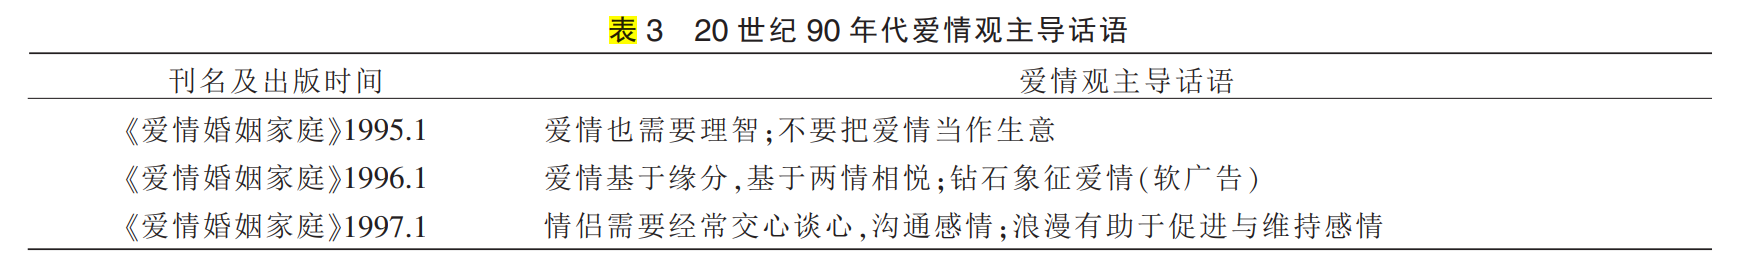 表 3 20 世纪 90 年代爱情观主导话语
刊名及出版时间 爱情观主导话语
《爱情婚姻家庭》1995.1 爱情也需要理智;不要把爱情当作生意
《爱情婚姻家庭》1996.1 爱情基于缘分,基于两情相悦;钻石象征爱情(软广告)
《爱情婚姻家庭》1997.1 情侣需要经常交心谈心,沟通感情;浪漫有助于促进与维持感情